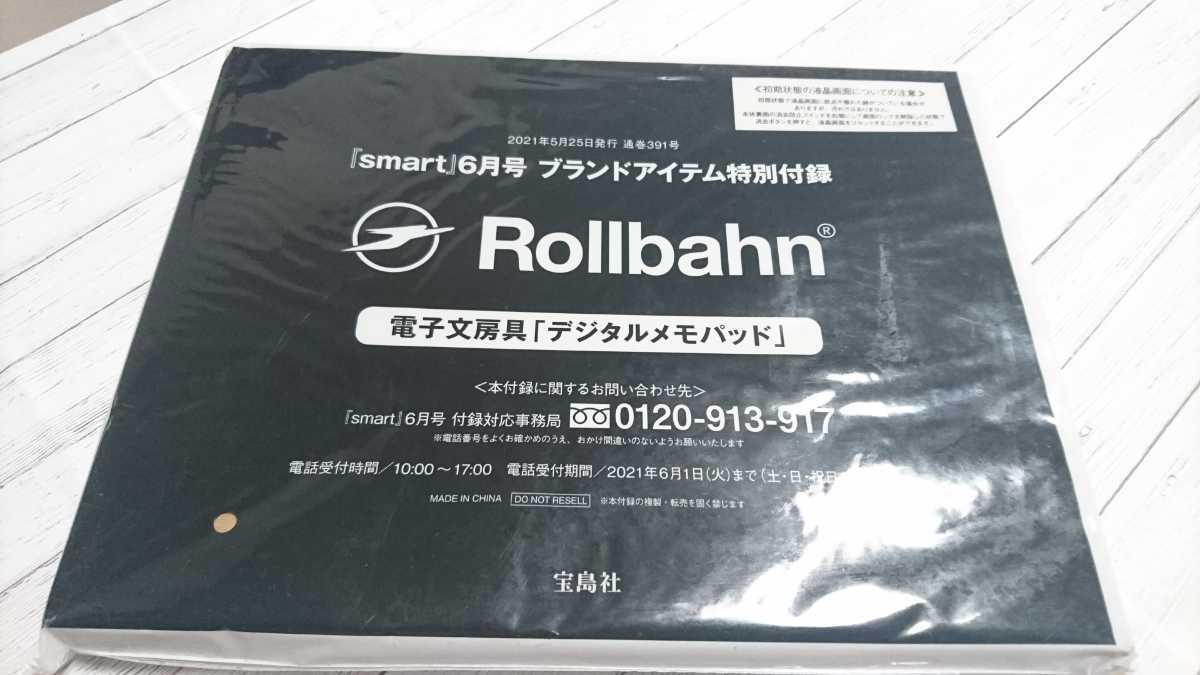 <初期状態の液晶画面についての注意>
2021年5月25日発行 通巻391号
『smart』6月号 ブランドアイテム特別付録
Rollbahn®
電子文房具「デジタルメモパッド」
<本付録に関するお問い合わせ先>
『smart』6月号 付録対応事務局 0120-913-917
※電話番号をよくお確かめのうえ、おかけ間違いのないようお願いいたします
電話受付時間/10:00~17:00 電話受付期間/2021年6月1日(火)まで(土・日・祝日
MADE IN CHINA DO NOT RESELL ※本付録の複製・転売を固く禁じます
宝島社